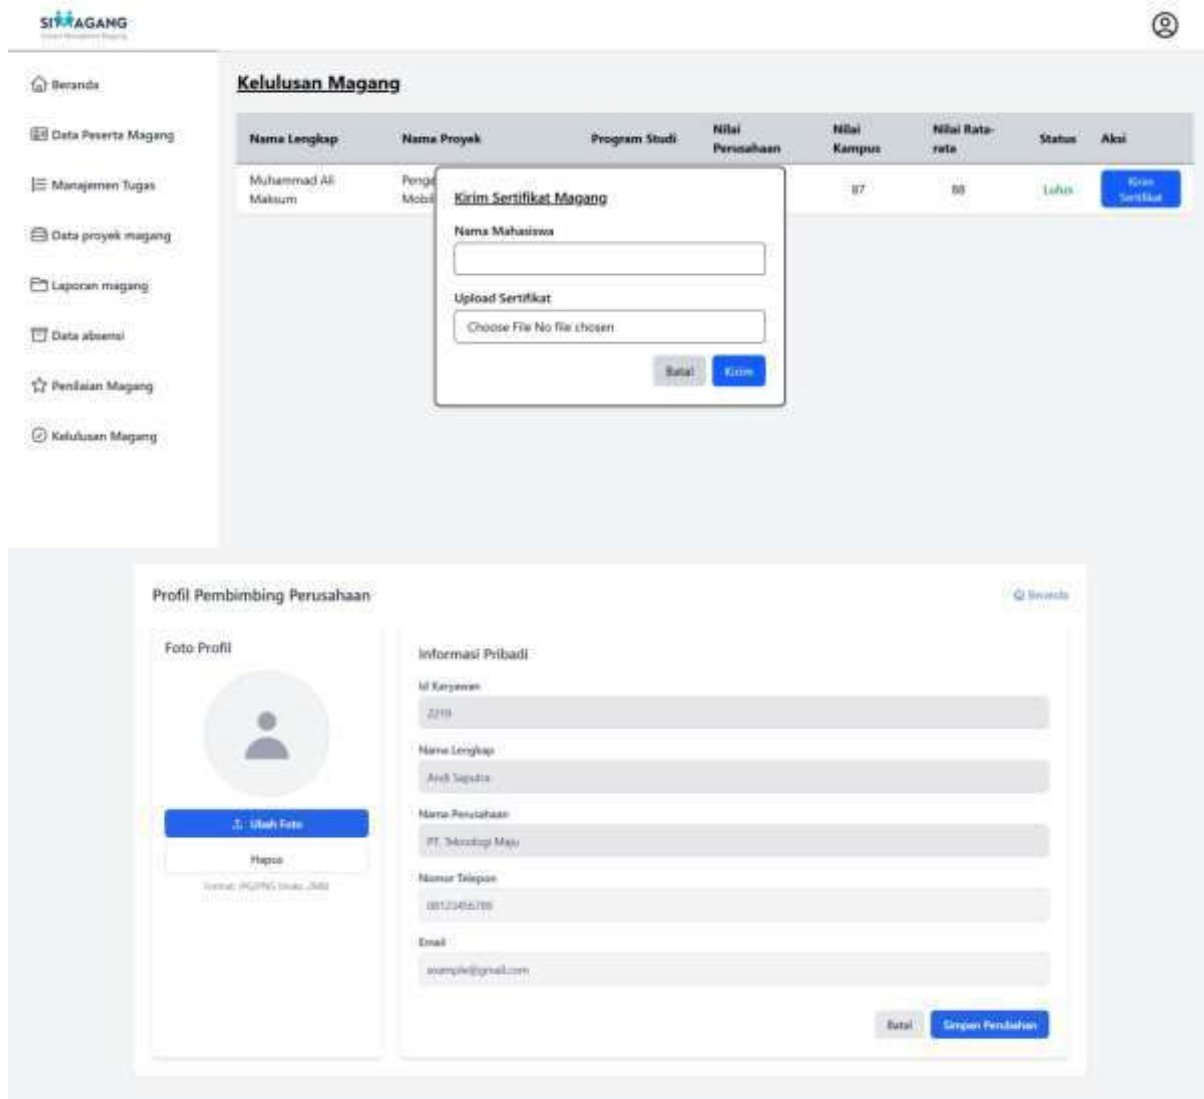 SIMAGANG
Beranda
Data Peserta Magang
Manajemen Tugas
Data proyek magang
Laporan magang
Data absensi
Penilaian Magang
Kelulusan Magang
Kelulusan Magang
Nama Lengkap Nama Proyek Program Studi Nilai Perusahaan Nilai Kampus Nilai Rata-rata Status Aksi
Muhammad Ali
Maksum
Penge
Mobil
87 88 Lulus Kirim Sertifikat
Kirim Sertifikat Magang
Nama Mahasiswa
Upload Sertifikat
Choose File No file chosen
Batal Kirim
Profil Pembimbing Perusahaan
Beranda
Foto Profil
Ubah Foto
Hapus
Informasi Pribadi
Id Karyawan
2219
Nama Lengkap
Andi Saputra
Nama Perusahaan
PT. Teknologi Maju
Nomor Telepon
08123456789
Email
example@gmail.com
Batal Simpan Perubahan